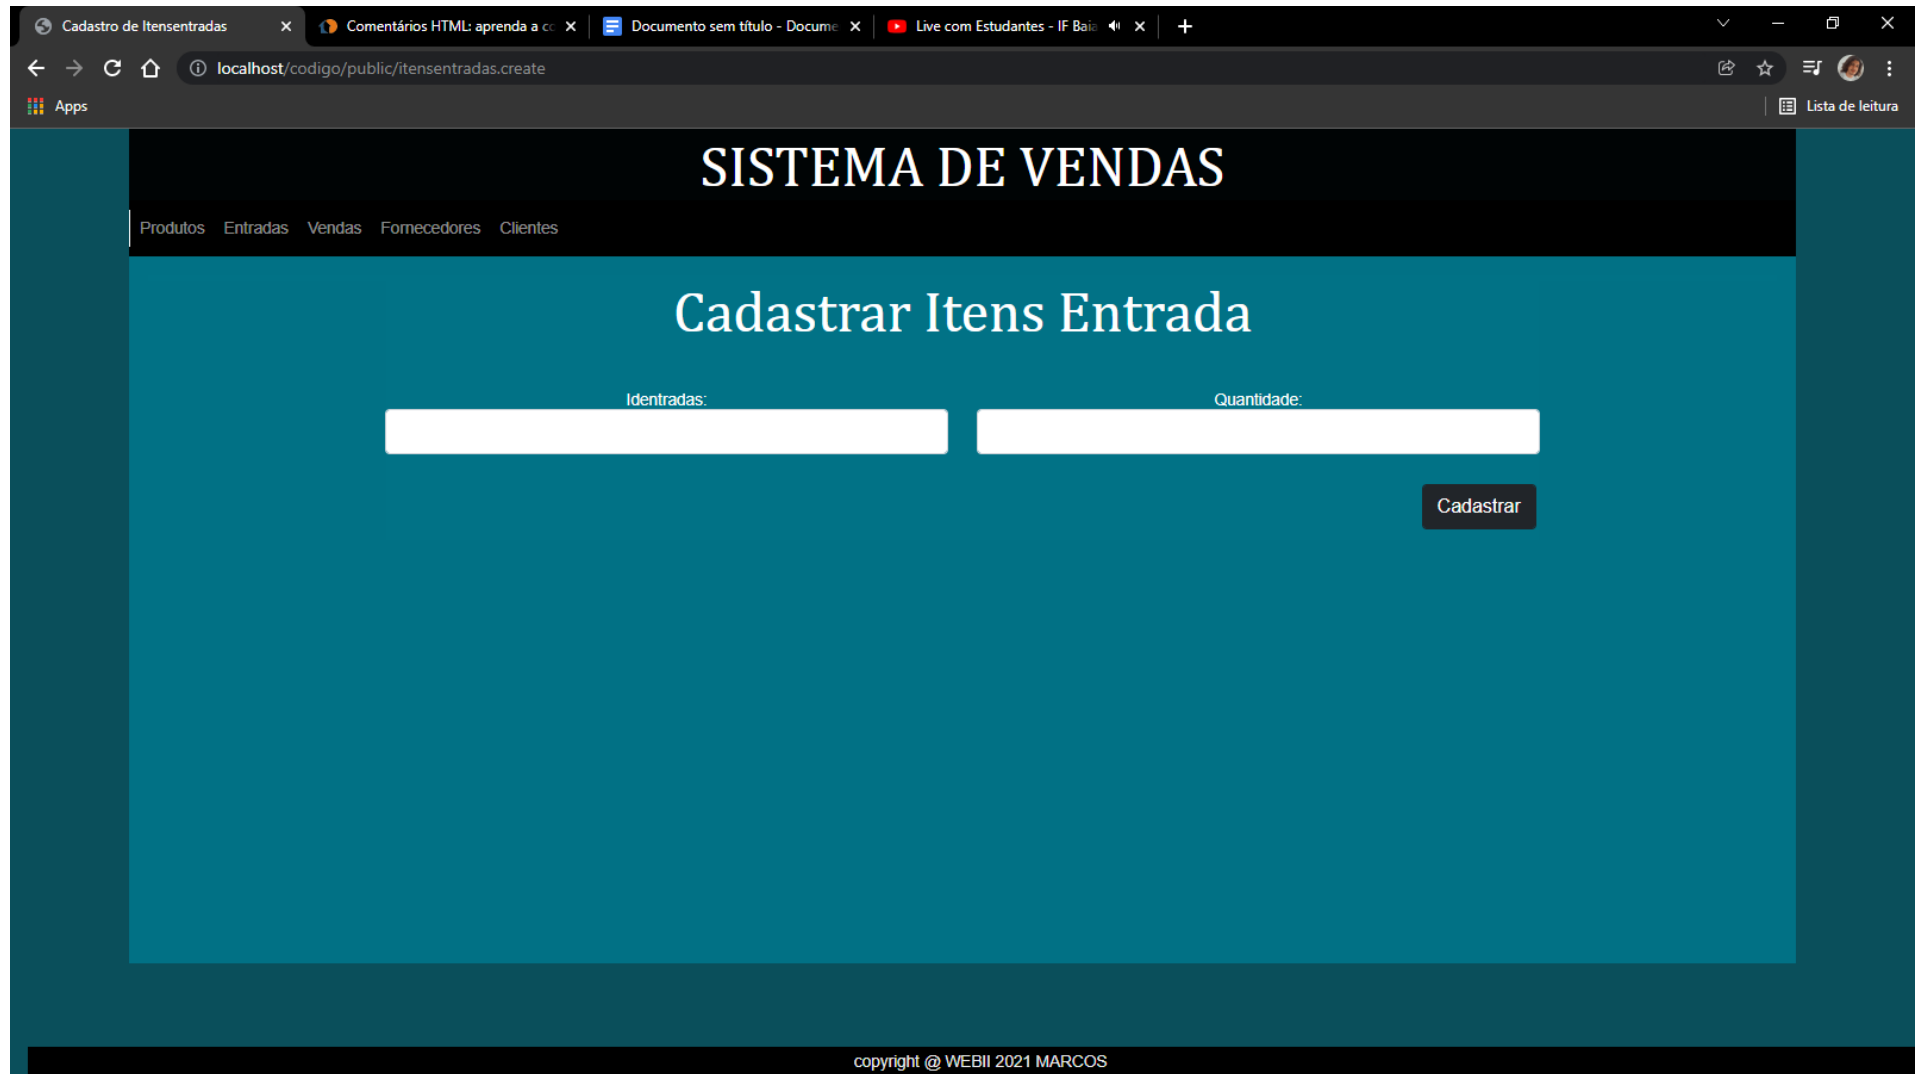 Cadastro de Itensentradas
Comentários HTML: aprenda a co
Documento sem título - Docume
Live com Estudantes - IF Baia
localhost/codigo/public/itensentradas.create
Apps
Lista de leitura
SISTEMA DE VENDAS
Produtos Entradas Vendas Fornecedores Clientes
Cadastrar Itens Entrada
Identradas: Quantidade:
Cadastrar
copyright @ WEBII 2021 MARCOS